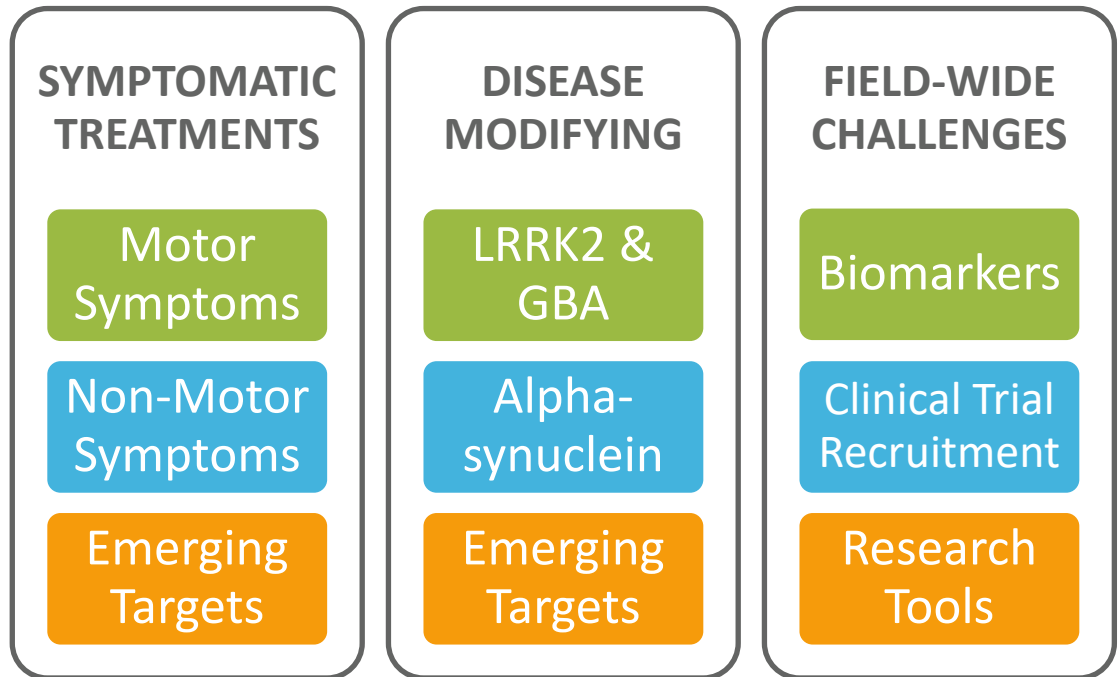 SYMPTOMATIC
TREATMENTS
Motor
Symptoms
Non-Motor
Symptoms
Emerging
Targets
DISEASE
MODIFYING
LRRK2 &
GBA
Alpha-
synuclein
Emerging
Targets
FIELD-WIDE
CHALLENGES
Biomarkers
Clinical Trial
Recruitment
Research
Tools